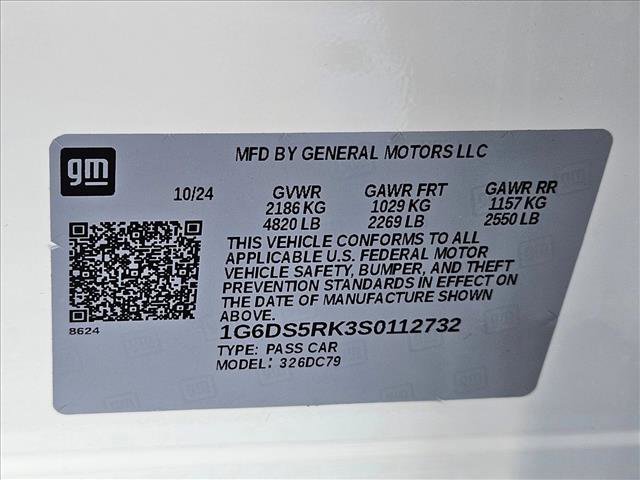 gm
MFD BY GENERAL MOTORS LLC
10/24 GVWR GAWR FRT GAWR RR
2186 KG 1029 KG 1157 KG
4820 LB 2269 LB 2550 LB
THIS VEHICLE CONFORMS TO ALL
APPLICABLE U.S. FEDERAL MOTOR
VEHICLE SAFETY, BUMPER, AND THEFT
PREVENTION STANDARDS IN EFFECT ON
THE DATE OF MANUFACTURE SHOWN
ABOVE.
8624
1G6DS5RK3S0112732
TYPE: PASS CAR
MODEL: 326DC79